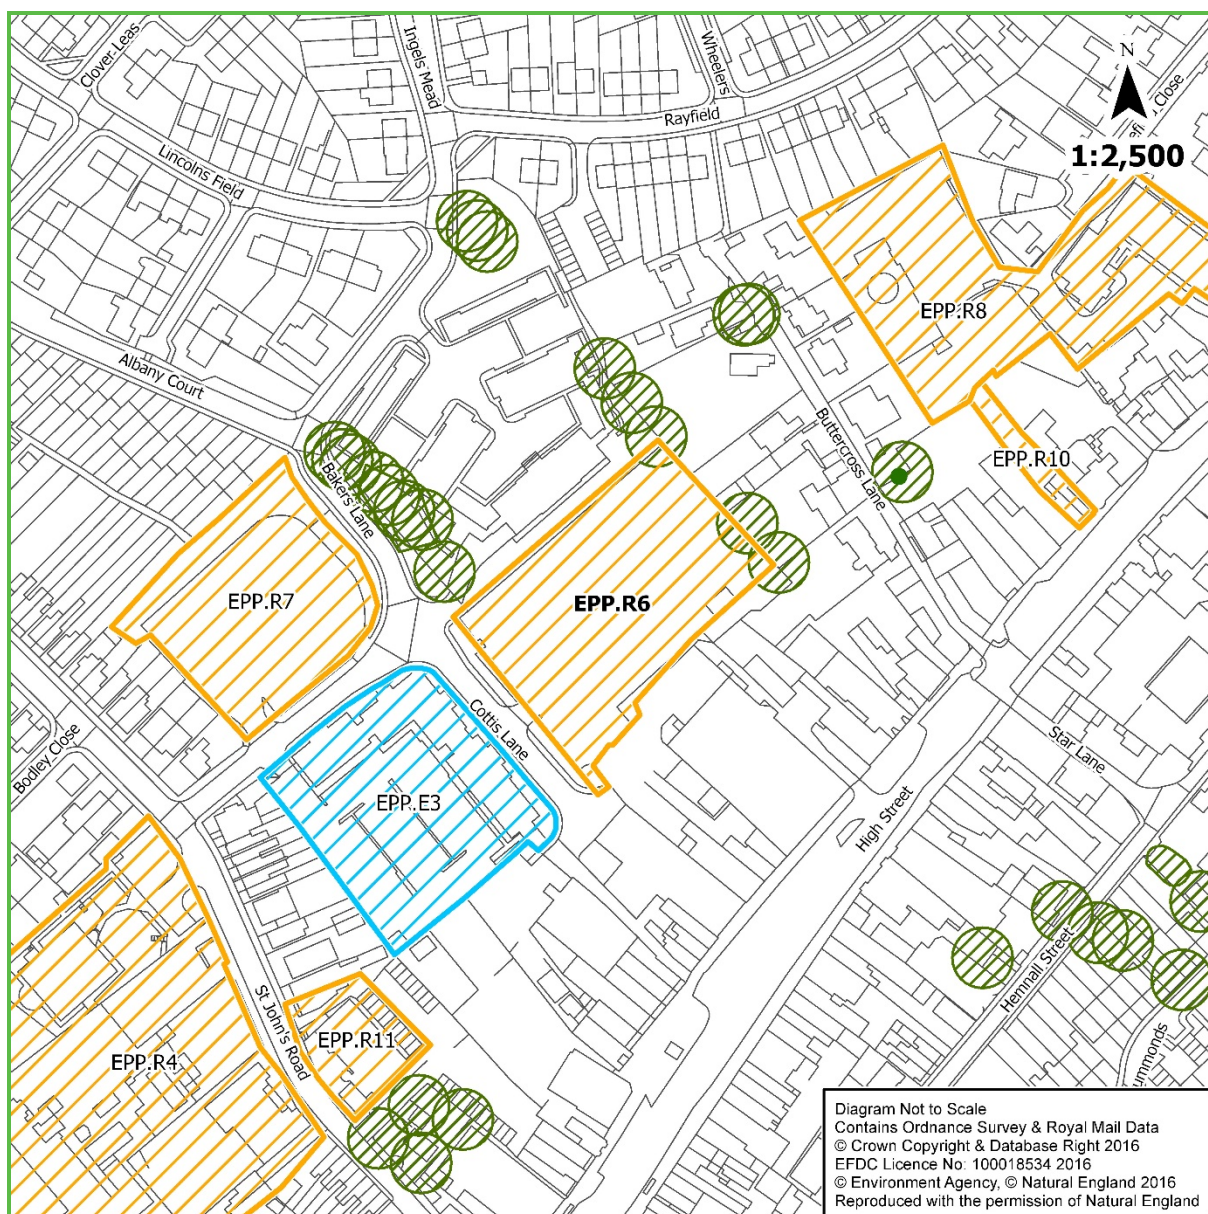 Clover Leas
Ingels Mead
Wheelers
N
Close
Rayfield
1:2,500
Lincolns Field
EPP.R8
Albany Court
Buttercross Lane
EPP.R10
Bakers Lane
EPP.R7
EPP.R6
Cottis Lane
Star Lane
Bodley Close
EPP.E3
High Street
Hemnall Street
St John's Road
EPP.R11
EPP.R4
Diagram Not to Scale
Contains Ordnance Survey & Royal Mail Data
© Crown Copyright & Database Right 2016
EFDC Licence No: 100018534 2016
© Environment Agency, © Natural England 2016
Reproduced with the permission of Natural England